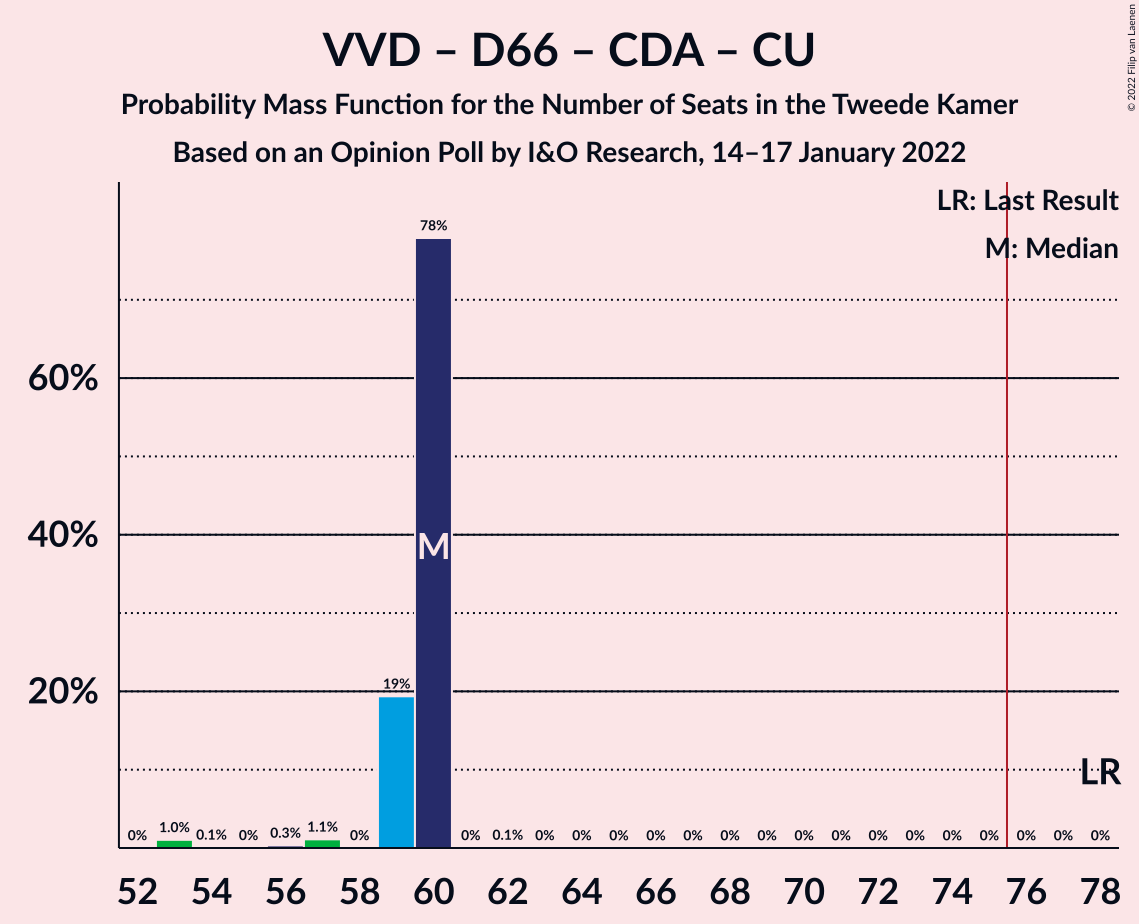 VVD – D66 – CDA – CU
Probability Mass Function for the Number of Seats in the Tweede Kamer
Based on an Opinion Poll by I&O Research, 14–17 January 2022
© 2022 Filip van Laenen
LR: Last Result
M: Median
78%
60%
40%
M
20%
19%
LR
0% 1.0% 0.1% 0% 0.3% 1.1% 0% 0% 0.1% 0% 0% 0% 0% 0% 0% 0% 0% 0% 0% 0% 0% 0% 0% 0% 0%
52 54 56 58 60 62 64 66 68 70 72 74 76 78